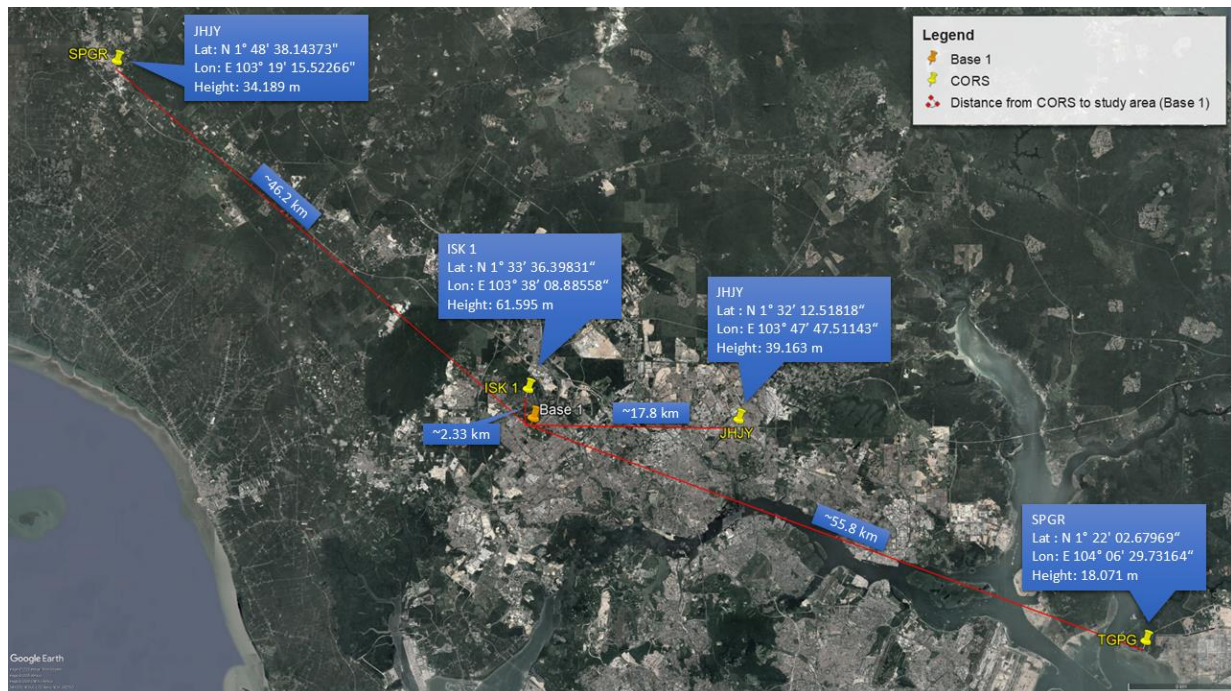 JHJY
Lat: N 1° 48' 38.14373"
Lon: E 103° 19' 15.52266"
Height: 34.189 m
SPGR
Legend
Base 1
CORS
Distance from CORS to study area (Base 1)
~46.2 km
ISK 1
Lat : N 1° 33’ 36.39831“
Lon: E 103° 38’ 08.88558“
Height: 61.595 m
JHJY
Lat : N 1° 32’ 12.51818“
Lon: E 103° 47’ 47.51143“
Height: 39.163 m
ISK 1
Base 1
~17.8 km
~2.33 km
JHJY
~55.8 km
SPGR
Lat : N 1° 22’ 02.67969“
Lon: E 104° 06’ 29.73164“
Height: 18.071 m
TGPG
Google Earth